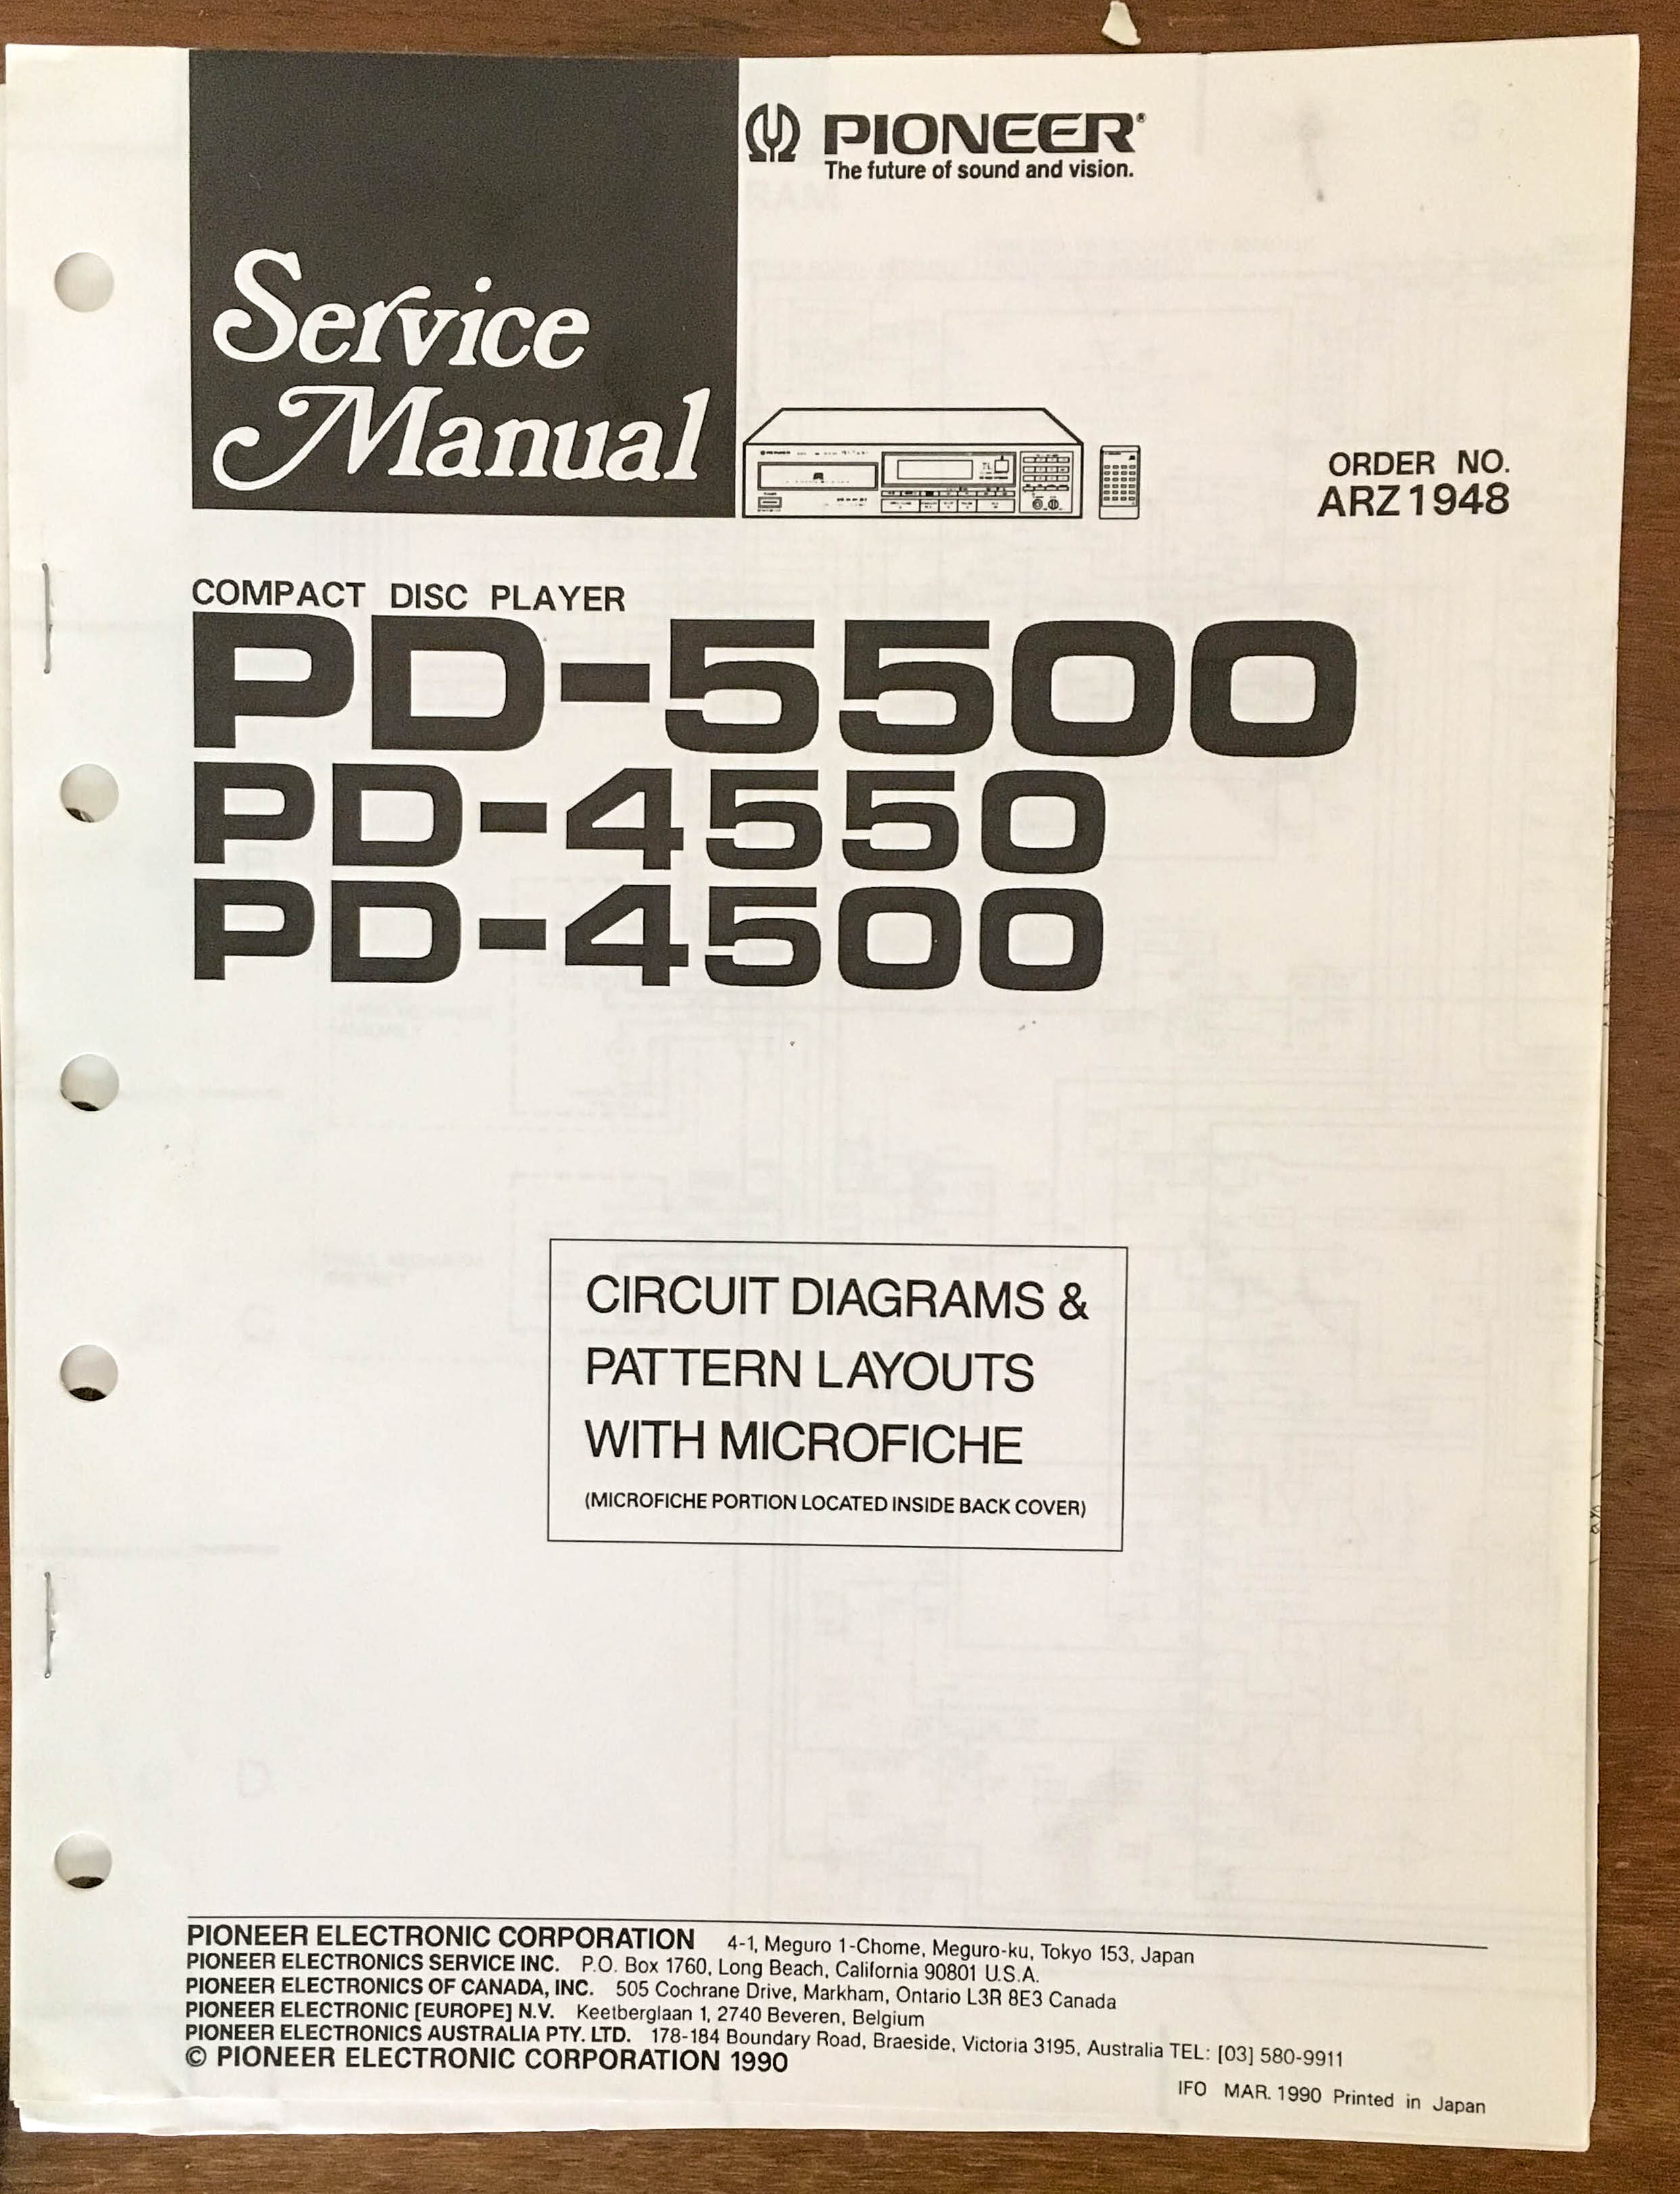 PIONEER®
The future of sound and vision.
Service
Manual
ORDER NO.
ARZ1948
COMPACT DISC PLAYER
PD-5500
PD-4550
PD-4500
CIRCUIT DIAGRAMS &
PATTERN LAYOUTS
WITH MICROFICHE
(MICROFICHE PORTION LOCATED INSIDE BACK COVER)
PIONEER ELECTRONIC CORPORATION 4-1, Meguro 1-Chome, Meguro-ku, Tokyo 153, Japan
PIONEER ELECTRONICS SERVICE INC. P.O. Box 1760, Long Beach, California 90801 U.S.A.
PIONEER ELECTRONICS OF CANADA, INC. 505 Cochrane Drive, Markham, Ontario L3R 8E3 Canada
PIONEER ELECTRONIC [EUROPE] N.V. Keetberglaan 1, 2740 Beveren, Belgium
PIONEER ELECTRONICS AUSTRALIA PTY. LTD. 178-184 Boundary Road, Braeside, Victoria 3195, Australia TEL: [03] 580-9911
© PIONEER ELECTRONIC CORPORATION 1990
IFO MAR. 1990 Printed in Japan